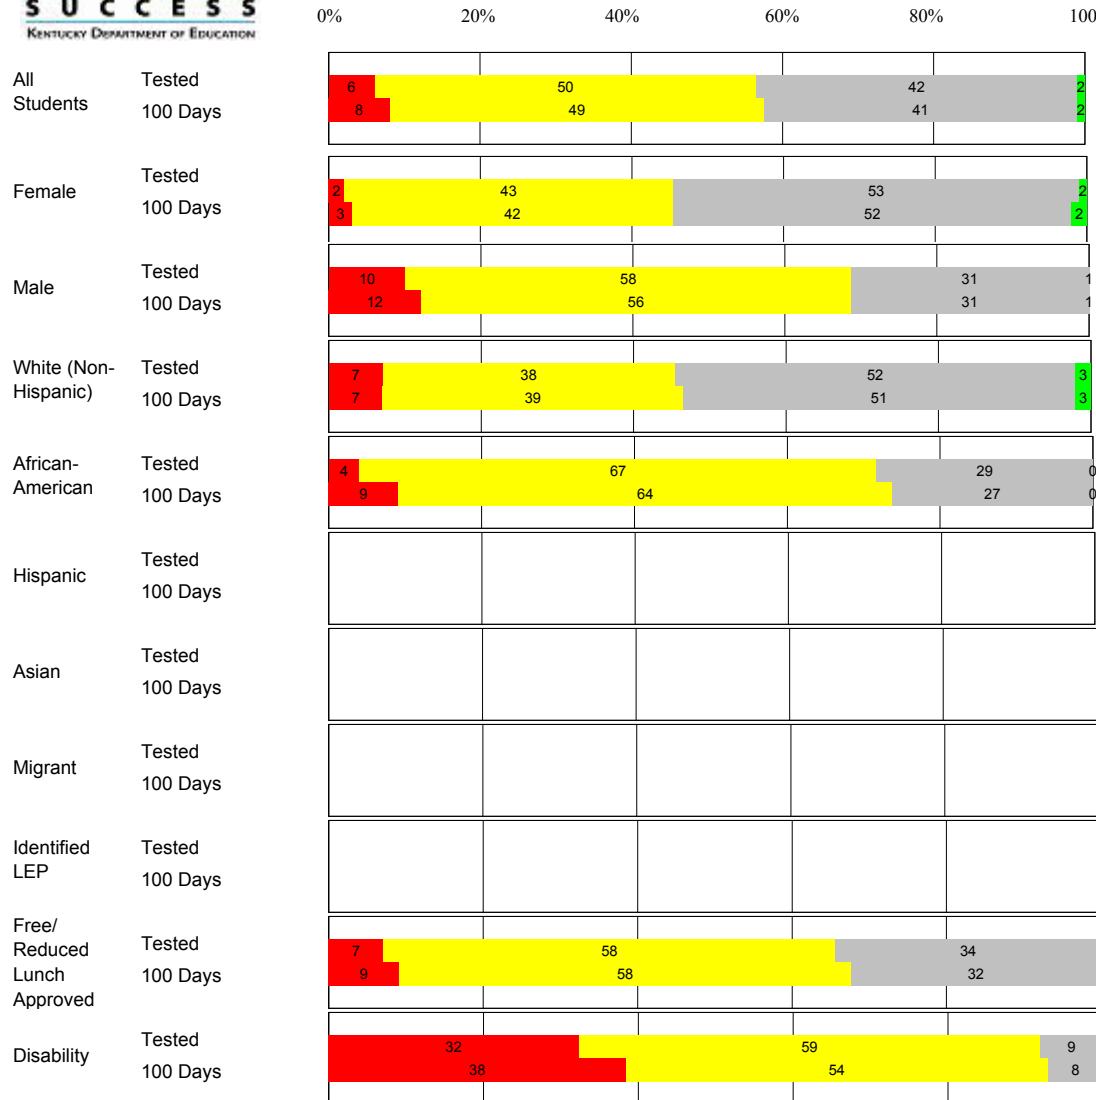 S U C C E S S
KENTUCKY DEPARTMENT OF EDUCATION
0% 20% 40% 60% 80% 100
All Students
Tested 6 50 42 2
100 Days 8 49 41 2
Female
Tested 2 43 53 2
100 Days 3 42 52 2
Male
Tested 10 58 31 1
100 Days 12 56 31 1
White (Non-
Hispanic)
Tested 7 38 52 3
100 Days 7 39 51 3
African-
American
Tested 4 67 29 0
100 Days 9 64 27 0
Hispanic
Tested
100 Days
Asian
Tested
100 Days
Migrant
Tested
100 Days
Identified
LEP
Tested
100 Days
Free/
Reduced
Lunch
Approved
Tested 7 58 34
100 Days 9 58 32
Disability
Tested 32 59 9
100 Days 38 54 8